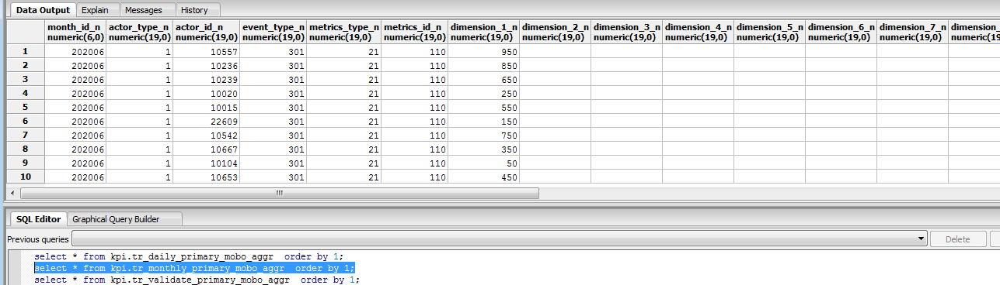 Data Output Explain Messages History
month_id_n actor_type_n actor_id_n event_type_n metrics_type_n metrics_id_n dimension_1_n dimension_2_n dimension_3_n dimension_4_n dimension_5_n dimension_6_n dimension_7_n dimension_
numeric(6,0) numeric(19,0) numeric(19,0) numeric(19,0) numeric(19,0) numeric(19,0) numeric(19,0) numeric(19,0) numeric(19,0) numeric(19,0) numeric(19,0) numeric(19,0) numeric(19,0) numeric(19
1 202006 1 10557 301 21 110 950
2 202006 1 10236 301 21 110 850
3 202006 1 10239 301 21 110 650
4 202006 1 10020 301 21 110 250
5 202006 1 10015 301 21 110 550
6 202006 1 22609 301 21 110 150
7 202006 1 10542 301 21 110 750
8 202006 1 10667 301 21 110 350
9 202006 1 10104 301 21 110 50
10 202006 1 10653 301 21 110 450
SQL Editor Graphical Query Builder
Previous queries Delete
select * from kpi.tr_daily_primary_mobo_aggr order by 1;
select * from kpi.tr_monthly_primary_mobo_aggr order by 1;
select * from kpi.tr_validate_primary_mobo_aggr order by 1;